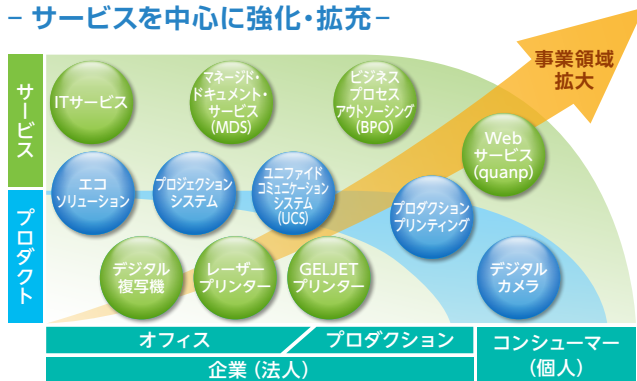 －サービスを中心に強化・拡充－
事業領域
拡大
サービス
プロダクト
ITサービス
マネージド・
ドキュメント・
サービス
(MDS)
ビジネス
プロセス
アウトソーシング
(BPO)
Web
サービス
(quanp)
エコ
ソリューション
プロジェクション
システム
ユニファイド
コミュニケーション
システム
(UCS)
プロダクション
プリンティング
デジタル
複写機
レーザー
プリンター
GELJET
プリンター
デジタル
カメラ
オフィス
プロダクション
コンシューマー
(個人)
企業(法人)